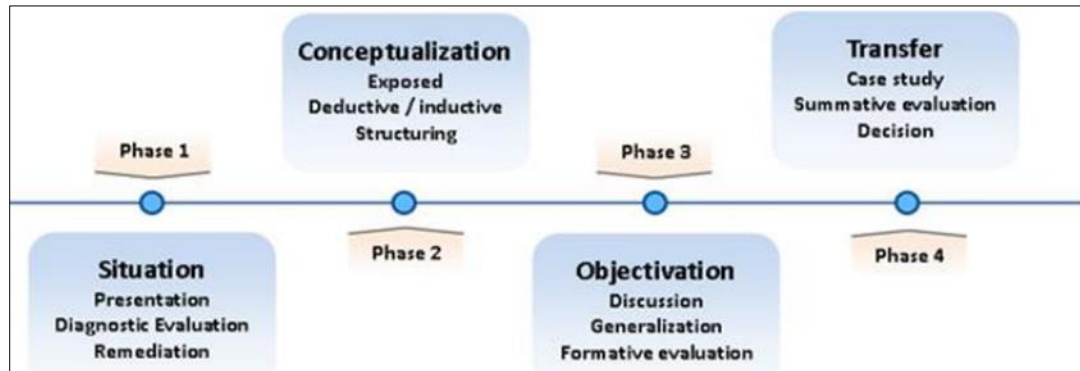 Phase 1
Situation
Presentation
Diagnostic Evaluation
Remediation
Conceptualization
Exposed
Deductive / inductive
Structuring
Phase 2
Phase 3
Objectivation
Discussion
Generalization
Formative evaluation
Transfer
Case study
Summative evaluation
Decision
Phase 4